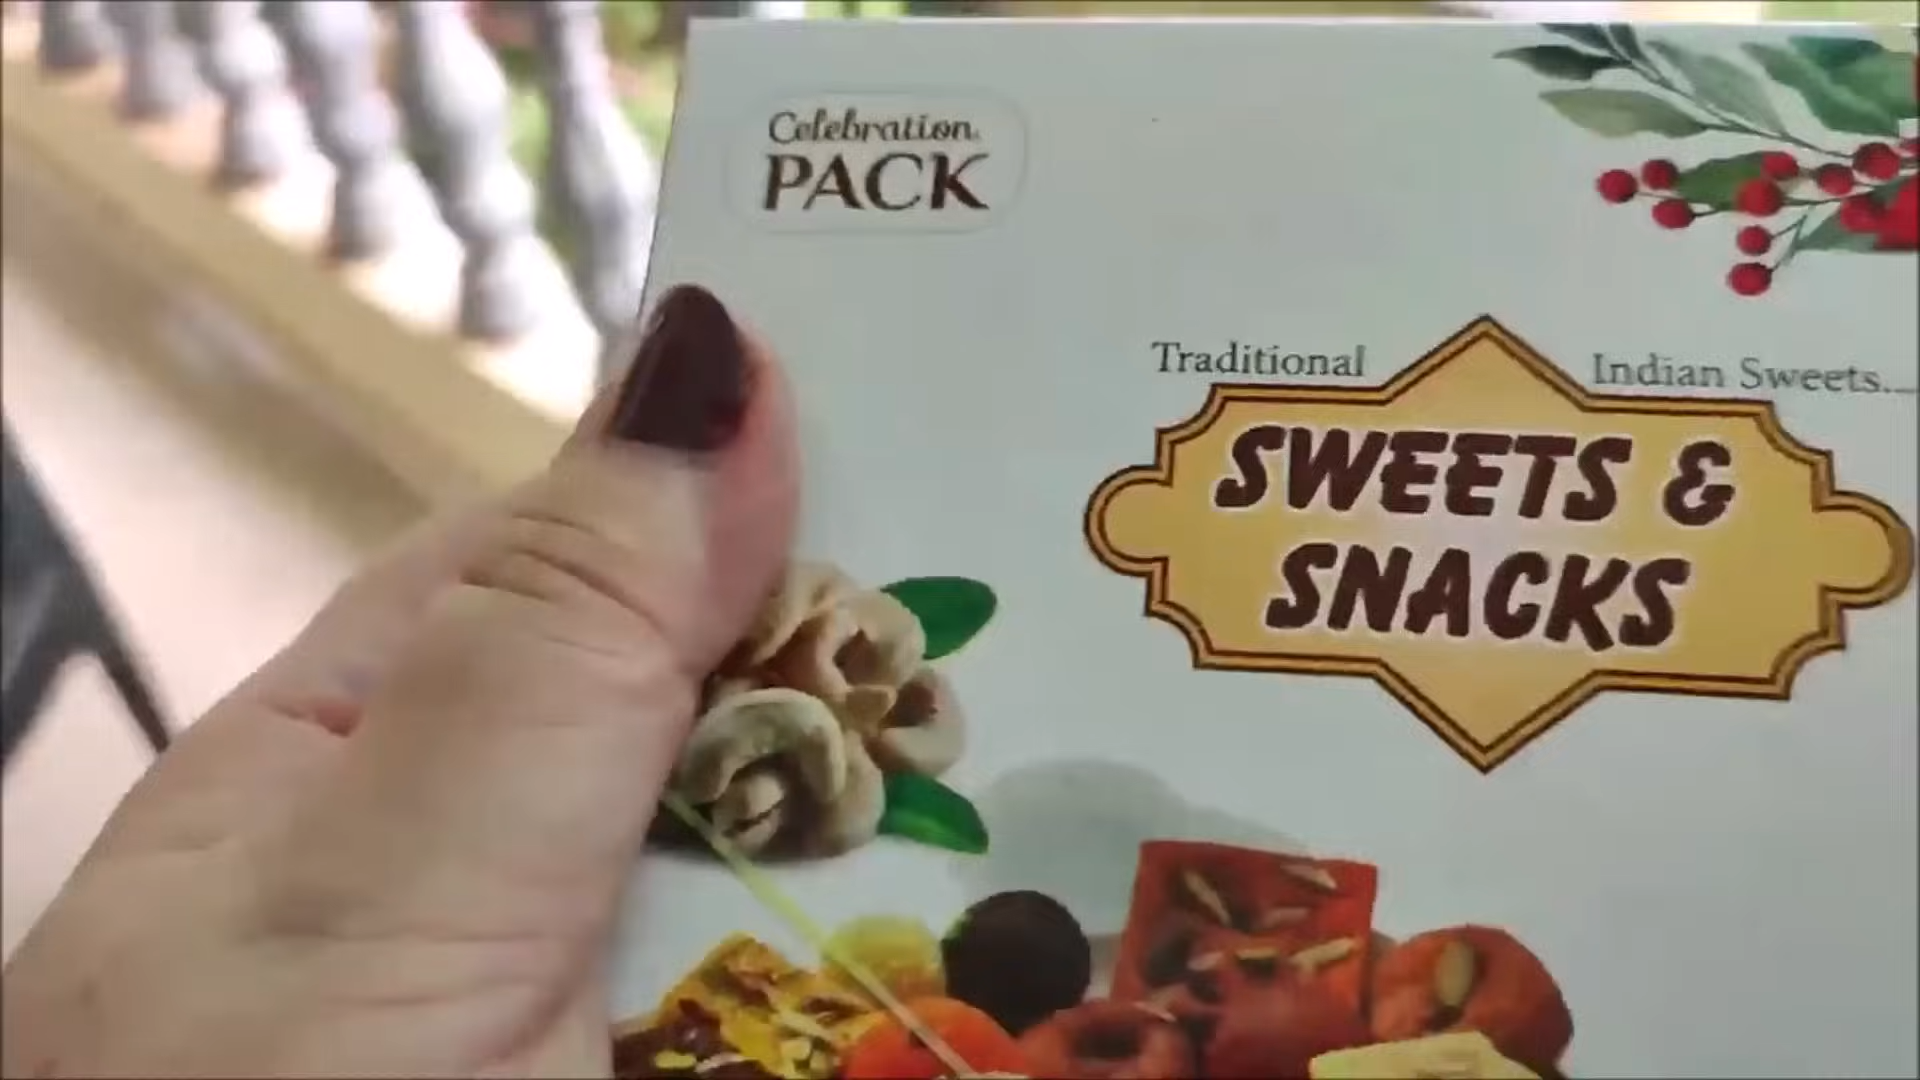 Celebration
PACK
Traditional Indian Sweets....
SWEETS &
SNACKS